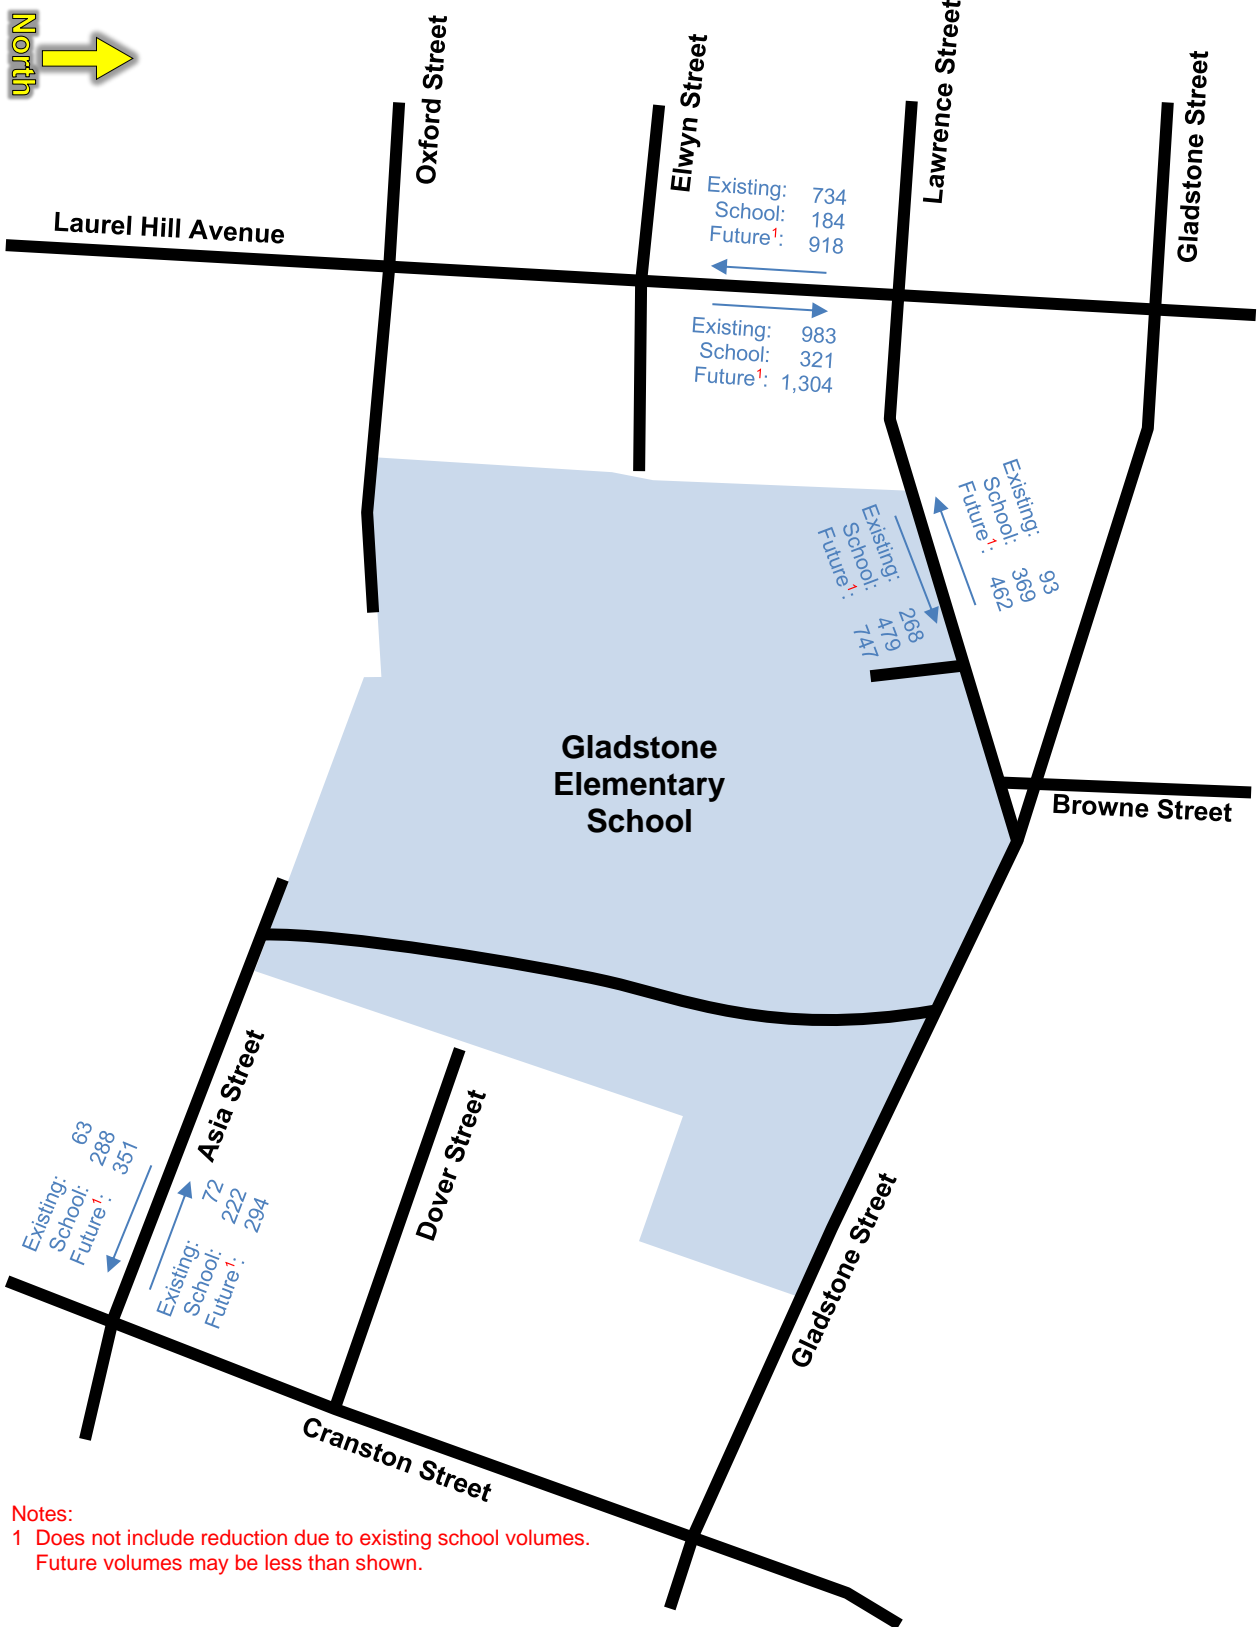 North
Oxford Street
Elwyn Street
Lawrence Street
Gladstone Street
Laurel Hill Avenue
Existing: 734
School: 184
Future1: 918
Existing: 983
School: 321
Future1: 1,304
Existing: 93
School: 369
Future1: 462
Existing: 268
School: 479
Future1: 747
Gladstone
Elementary
School
Browne Street
Asia Street
Dover Street
Gladstone Street
Existing: 63
School: 288
Future1: 351
Existing: 72
School: 222
Future1: 294
Cranston Street
Notes:
1 Does not include reduction due to existing school volumes.
Future volumes may be less than shown.